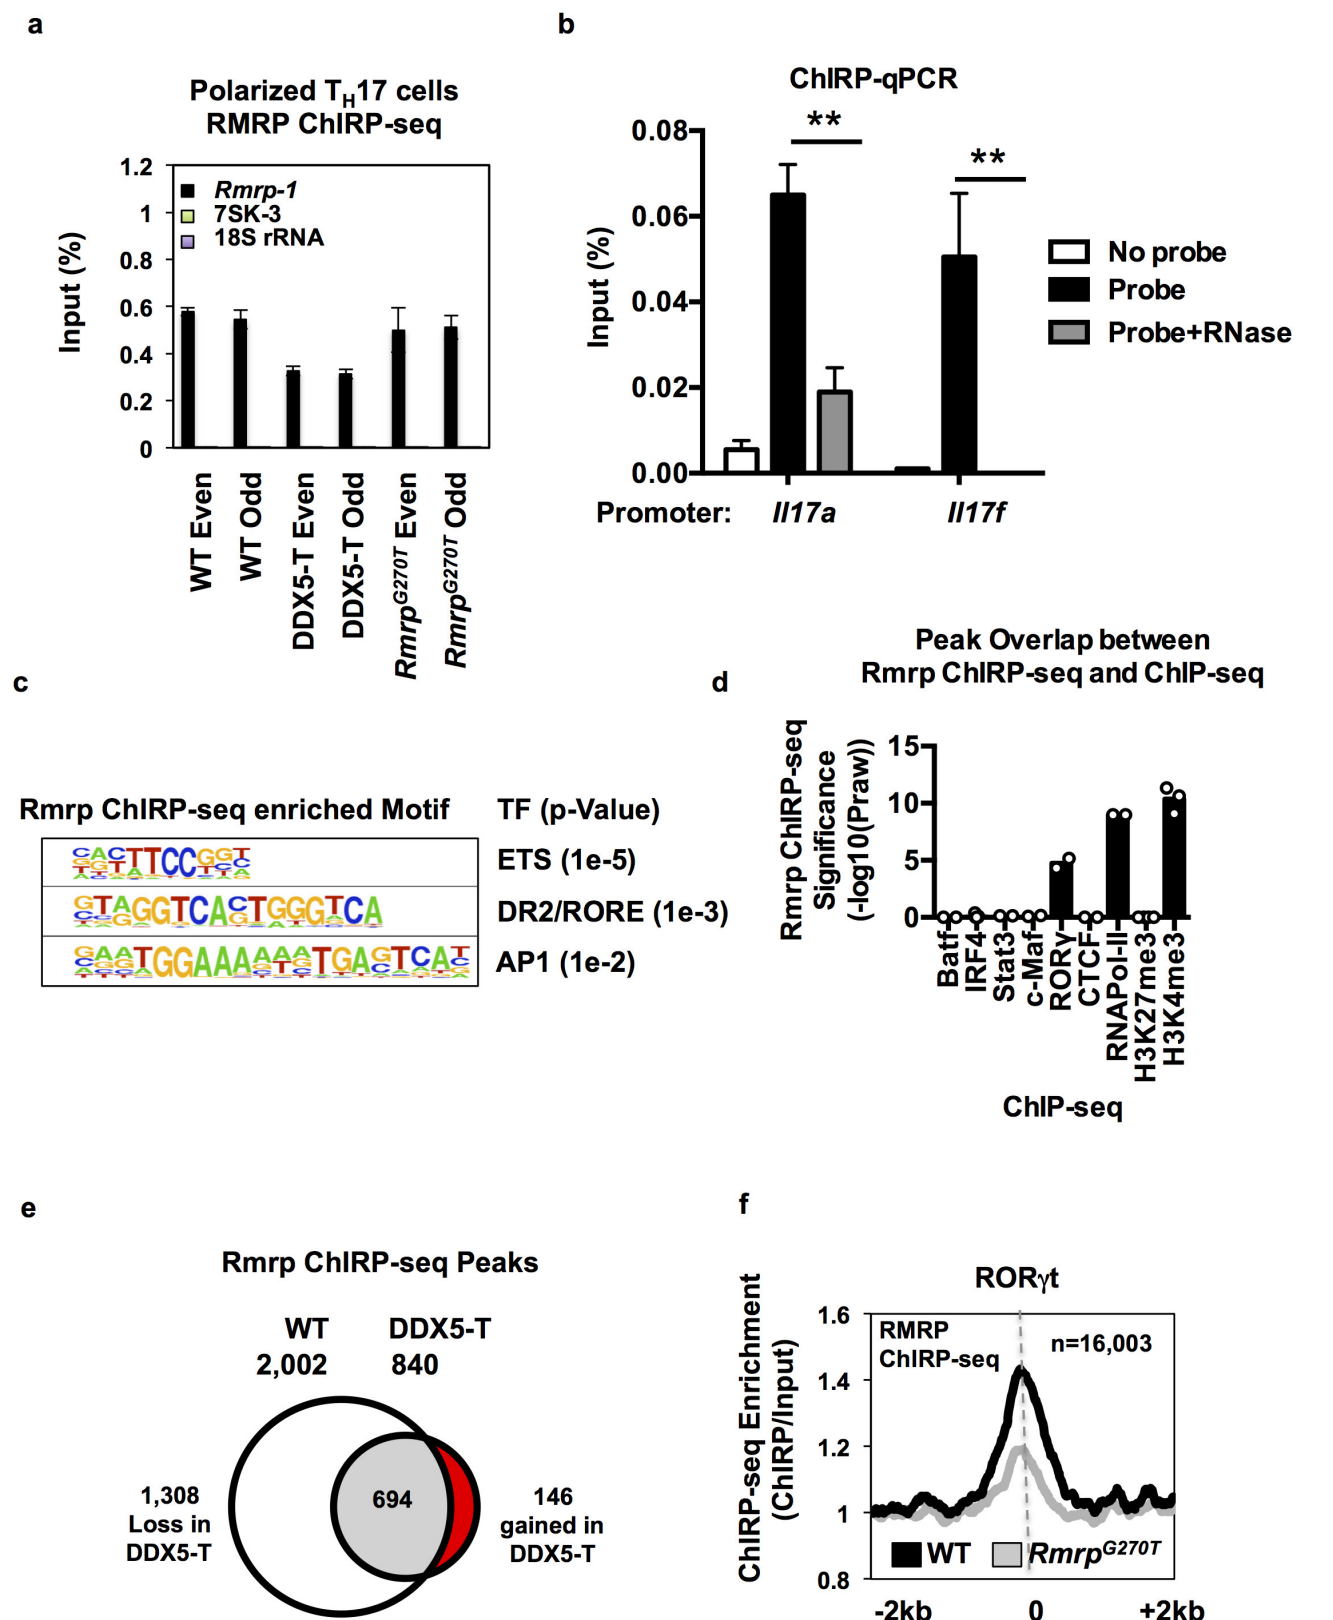 a
Polarized TH17 cells
RMRP ChIRP-seq
Input (%)
1.2
1
0.8
0.6
0.4
0.2
0
Rmrp-1
7SK-3
18S rRNA
WT Even
WT Odd
DDX5-T Even
DDX5-T Odd
RmrpG270T Even
RmrpG270T Odd
b
ChIRP-qPCR
Input (%)
0.08
0.06
0.04
0.02
0.00
**
**
No probe
Probe
Probe+RNase
Promoter:
Il17a
Il17f
c
Rmrp ChIRP-seq enriched Motif
TF (p-Value)
ETS (1e-5)
DR2/RORE (1e-3)
AP1 (1e-2)
d
Peak Overlap between
Rmrp ChIRP-seq and ChIP-seq
Rmrp ChIRP-seq
Significance
(-log10(Praw))
15
10
5
0
Batf
IRF4
Stat3
c-Maf
RORγ
CTCF
RNAPol-II
H3K27me3
H3K4me3
ChIP-seq
e
Rmrp ChIRP-seq Peaks
WT
2,002
DDX5-T
840
1,308
Loss in
DDX5-T
694
146
gained in
DDX5-T
f
RORγt
ChIRP-seq Enrichment
(ChIRP/Input)
1.6
1.4
1.2
1
0.8
RMRP
ChIRP-seq
n=16,003
WT
RmrpG270T
-2kb
0
+2kb